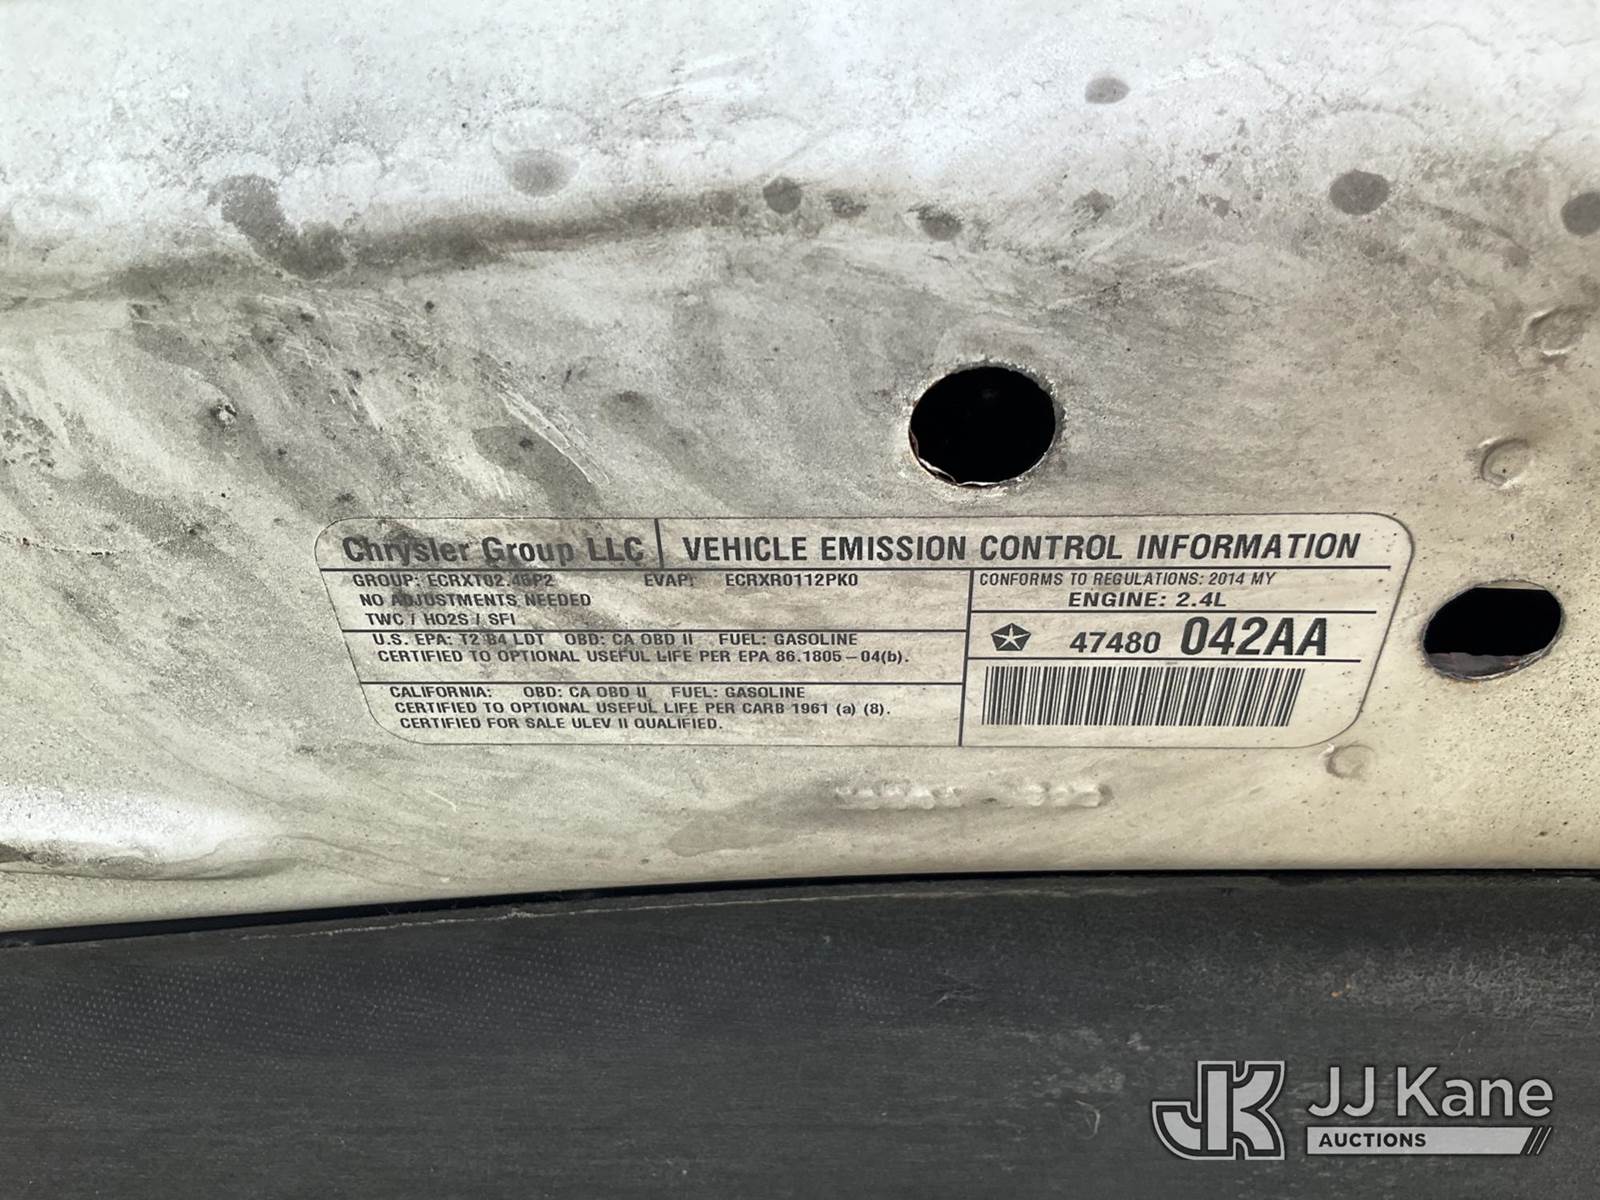 Chrysler Group LLC VEHICLE EMISSION CONTROL INFORMATION
GROUP: EVAP: ECRXR0112PK0
NO ADJUSTMENTS NEEDED
TWC / HO2S / SFI
U.S. EPA: T2 B4 LDT OBD: CA OBD II FUEL: GASOLINE
CERTIFIED TO OPTIONAL USEFUL LIFE PER EPA 86.1805-04(b).
CALIFORNIA: OBD: CA OBD II FUEL: GASOLINE
CERTIFIED TO OPTIONAL USEFUL LIFE PER CARB 1961 (a) (8).
CERTIFIED FOR SALE ULEV II QUALIFIED.
CONFORMS TO REGULATIONS: 2014 MY
ENGINE: 2.4L
47480 042AA
JK JJ Kane
AUCTIONS